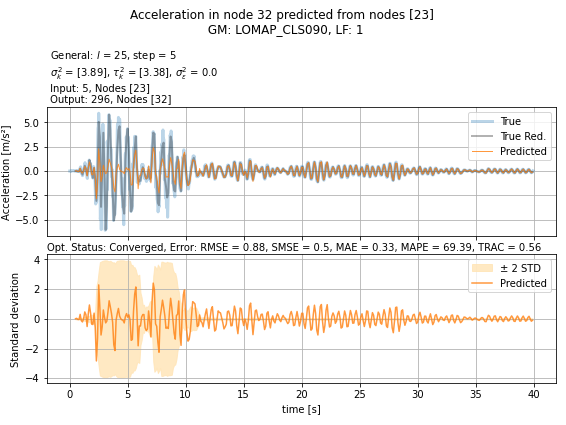 Acceleration in node 32 predicted from nodes [23]
GM: LOMAP_CLS090, LF: 1
General: l = 25, step = 5
σ²ₖ = [3.89], τ²ₖ = [3.38], σ²ε = 0.0
Input: 5, Nodes [23]
Output: 296, Nodes [32]
Acceleration [m/s²]
5.0
2.5
0.0
−2.5
−5.0
True
True Red.
Predicted
Opt. Status: Converged, Error: RMSE = 0.88, SMSE = 0.5, MAE = 0.33, MAPE = 69.39, TRAC = 0.56
Standard deviation
4
2
0
−2
−4
± 2 STD
Predicted
0 5 10 15 20 25 30 35 40
time [s]